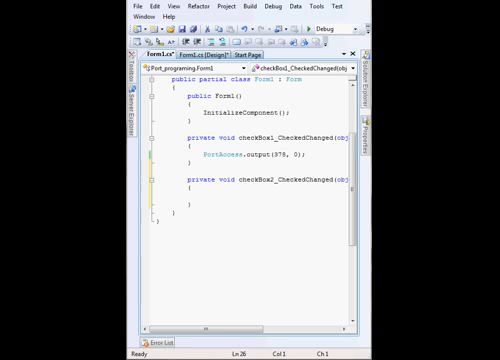 File Edit View Refactor Project Build Debug Data Tools Test
Window Help
Debug
Form1.cs* Form1.cs [Design]* Start Page
Port_programing.Form1 checkBox1_CheckedChanged(obj
public partial class Form1 : Form
{
public Form1()
{
InitializeComponent();
}
private void checkBox1_CheckedChanged(obj
{
PortAccess.output(378, 0);
}
private void checkBox2_CheckedChanged(obj
{
}
}
}
Toolbox
Server Explorer
Solution Explorer
Properties
Error List
Ready Ln 26 Col 1 Ch 1